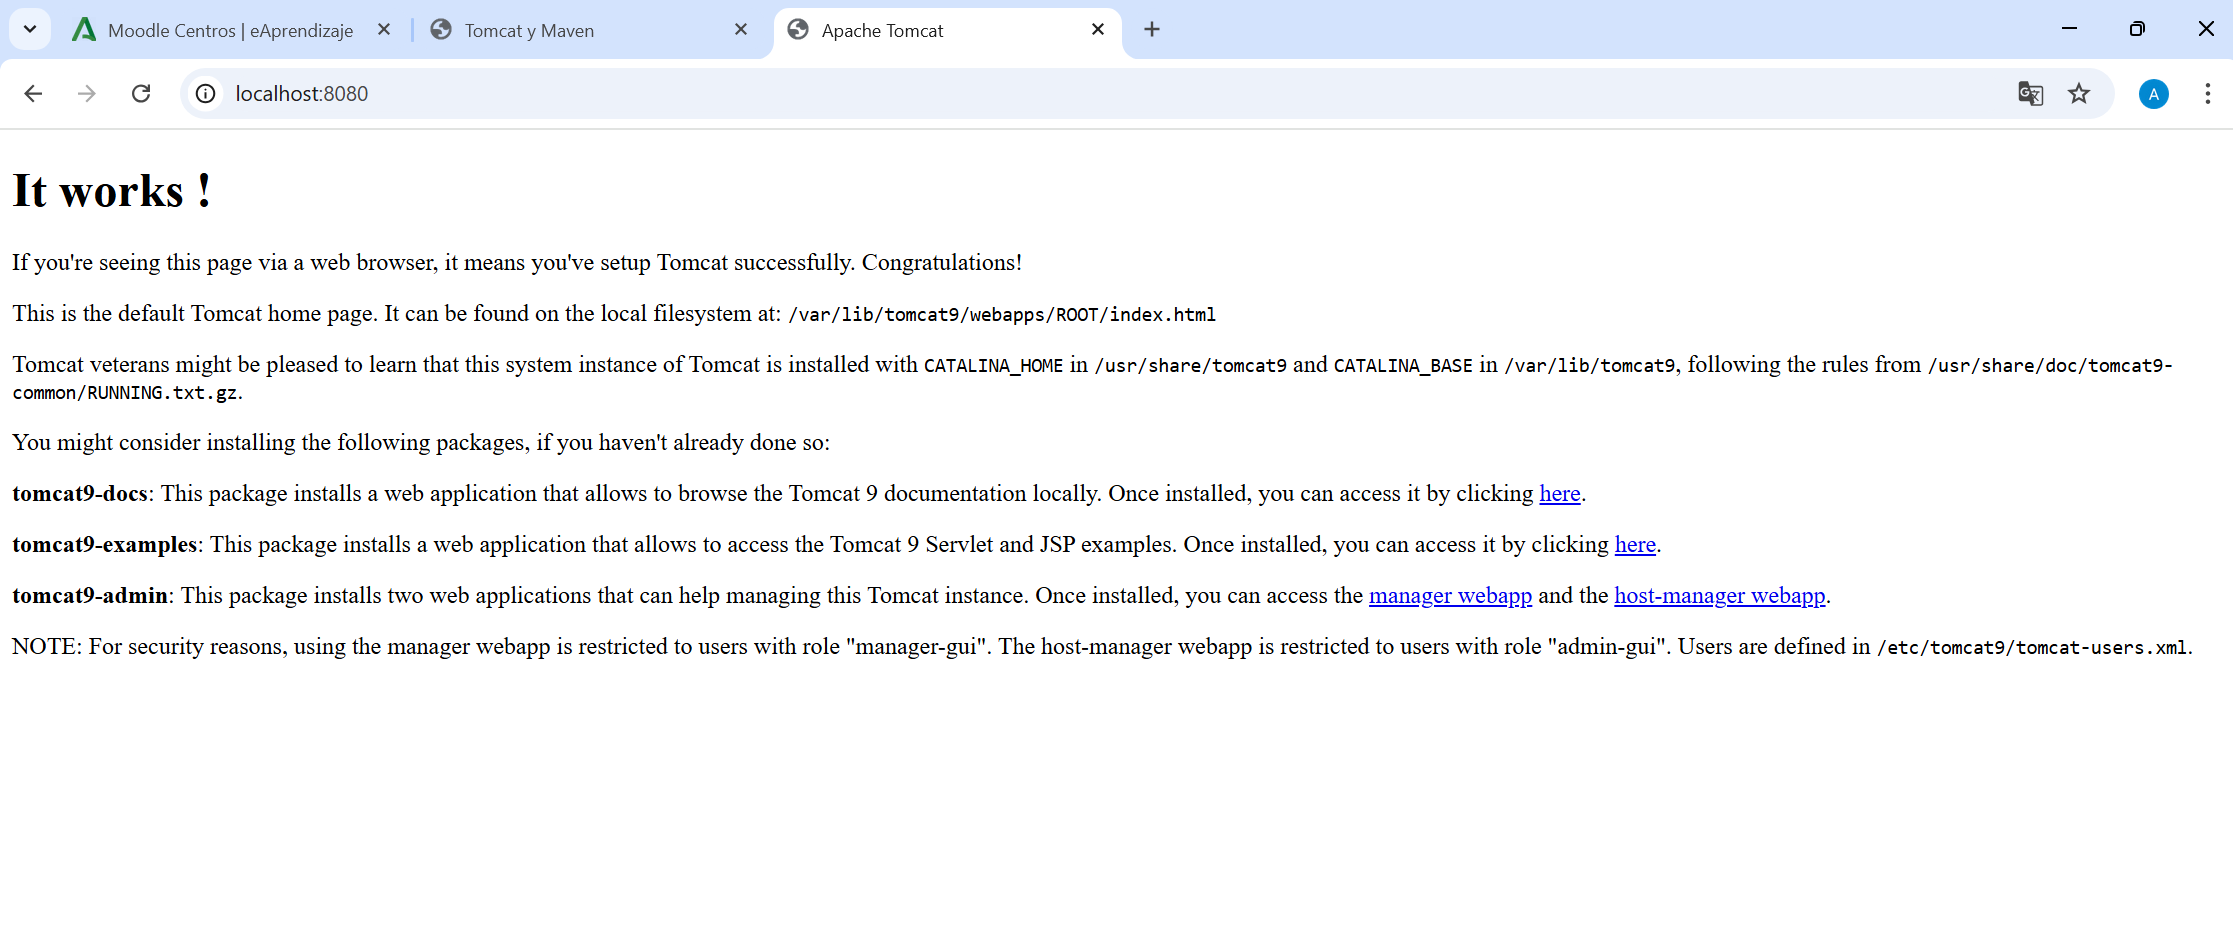 Moodle Centros | eAprendizaje
Tomcat y Maven
Apache Tomcat
localhost:8080
A
It works !
If you're seeing this page via a web browser, it means you've setup Tomcat successfully. Congratulations!
This is the default Tomcat home page. It can be found on the local filesystem at: /var/lib/tomcat9/webapps/ROOT/index.html
Tomcat veterans might be pleased to learn that this system instance of Tomcat is installed with CATALINA_HOME in /usr/share/tomcat9 and CATALINA_BASE in /var/lib/tomcat9, following the rules from /usr/share/doc/tomcat9-
common/RUNNING.txt.gz.
You might consider installing the following packages, if you haven't already done so:
tomcat9-docs: This package installs a web application that allows to browse the Tomcat 9 documentation locally. Once installed, you can access it by clicking here.
tomcat9-examples: This package installs a web application that allows to access the Tomcat 9 Servlet and JSP examples. Once installed, you can access it by clicking here.
tomcat9-admin: This package installs two web applications that can help managing this Tomcat instance. Once installed, you can access the manager webapp and the host-manager webapp.
NOTE: For security reasons, using the manager webapp is restricted to users with role "manager-gui". The host-manager webapp is restricted to users with role "admin-gui". Users are defined in /etc/tomcat9/tomcat-users.xml.